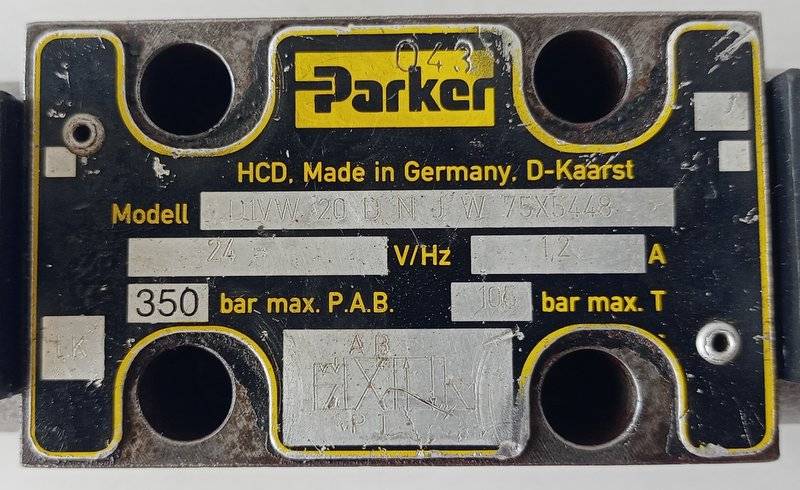 043
Parker
HCD, Made in Germany, D-Kaarst
Modell D1VW 20 D N J W 75X5448
24 V/Hz 1,2 A
350 bar max. P.A.B. 105 bar max. T
LK
A B
P T